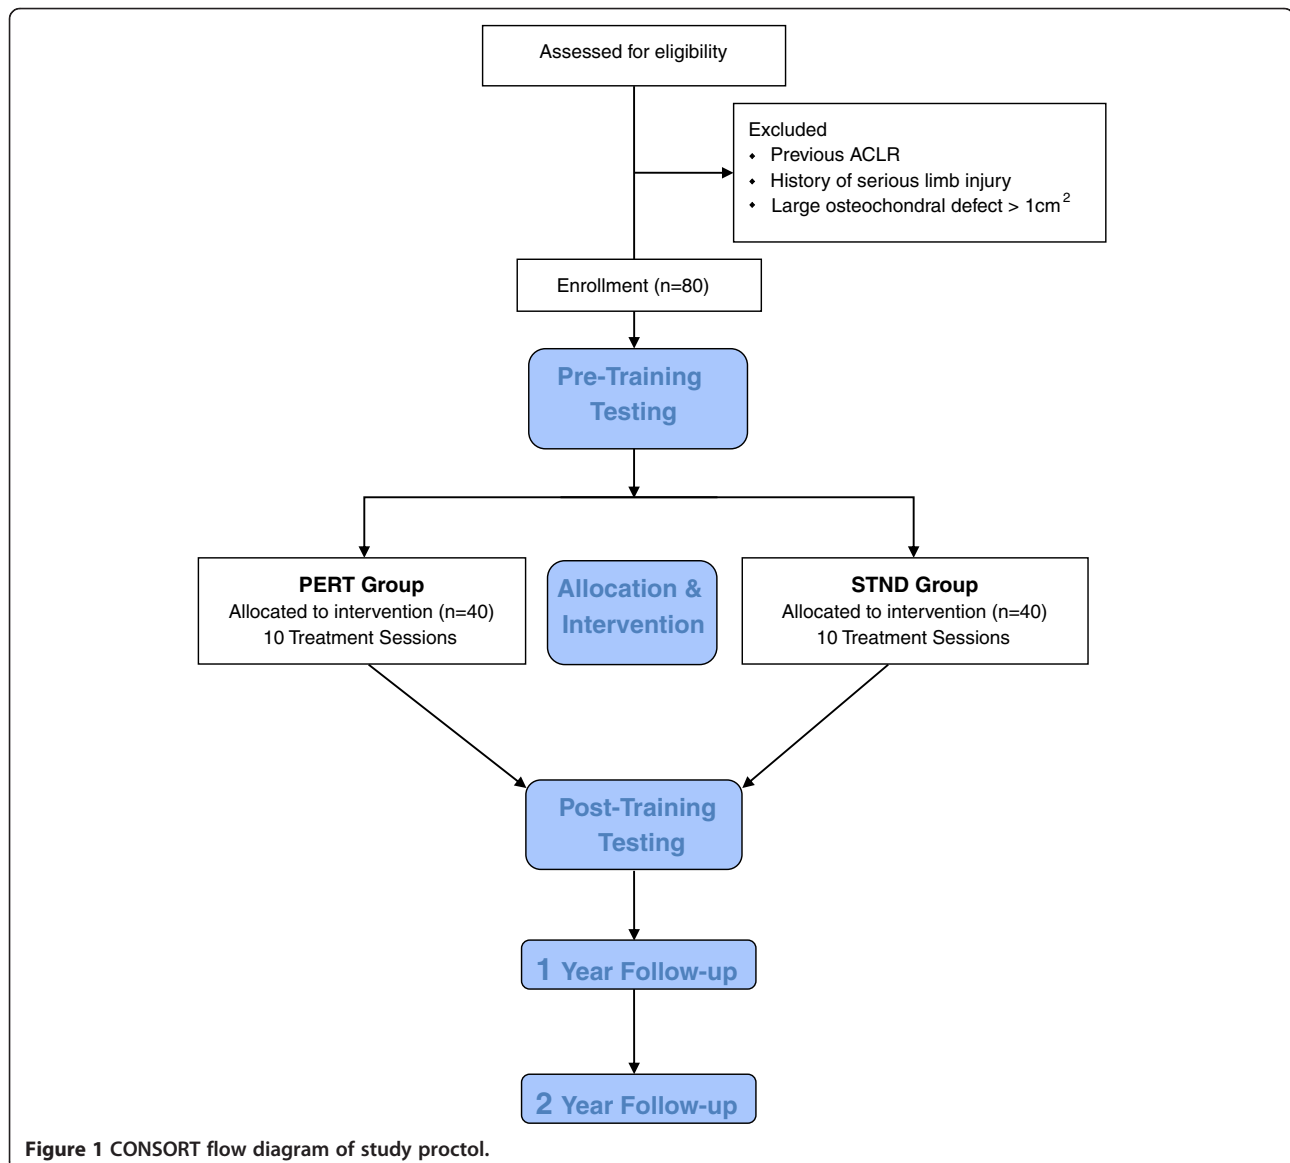 Assessed for eligibility
Excluded
⬩ Previous ACLR
⬩ History of serious limb injury
⬩ Large osteochondral defect > 1cm²
Enrollment (n=80)
Pre-Training
Testing
PERT Group
Allocated to intervention (n=40)
10 Treatment Sessions
Allocation &
Intervention
STND Group
Allocated to intervention (n=40)
10 Treatment Sessions
Post-Training
Testing
1 Year Follow-up
2 Year Follow-up
Figure 1 CONSORT flow diagram of study proctol.